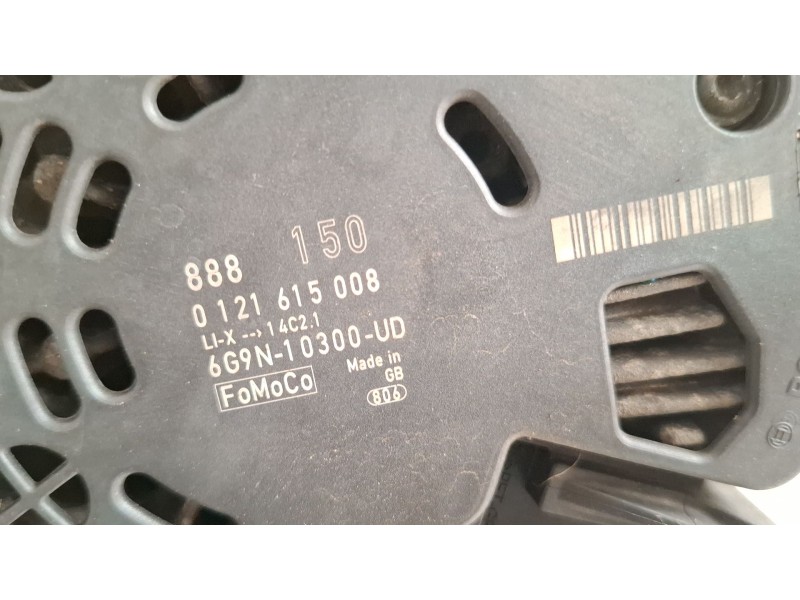 888 150
0 121 615 008
LI-X --> 14C2.1
6G9N-10300-UD
FoMoCo Made in
GB
806